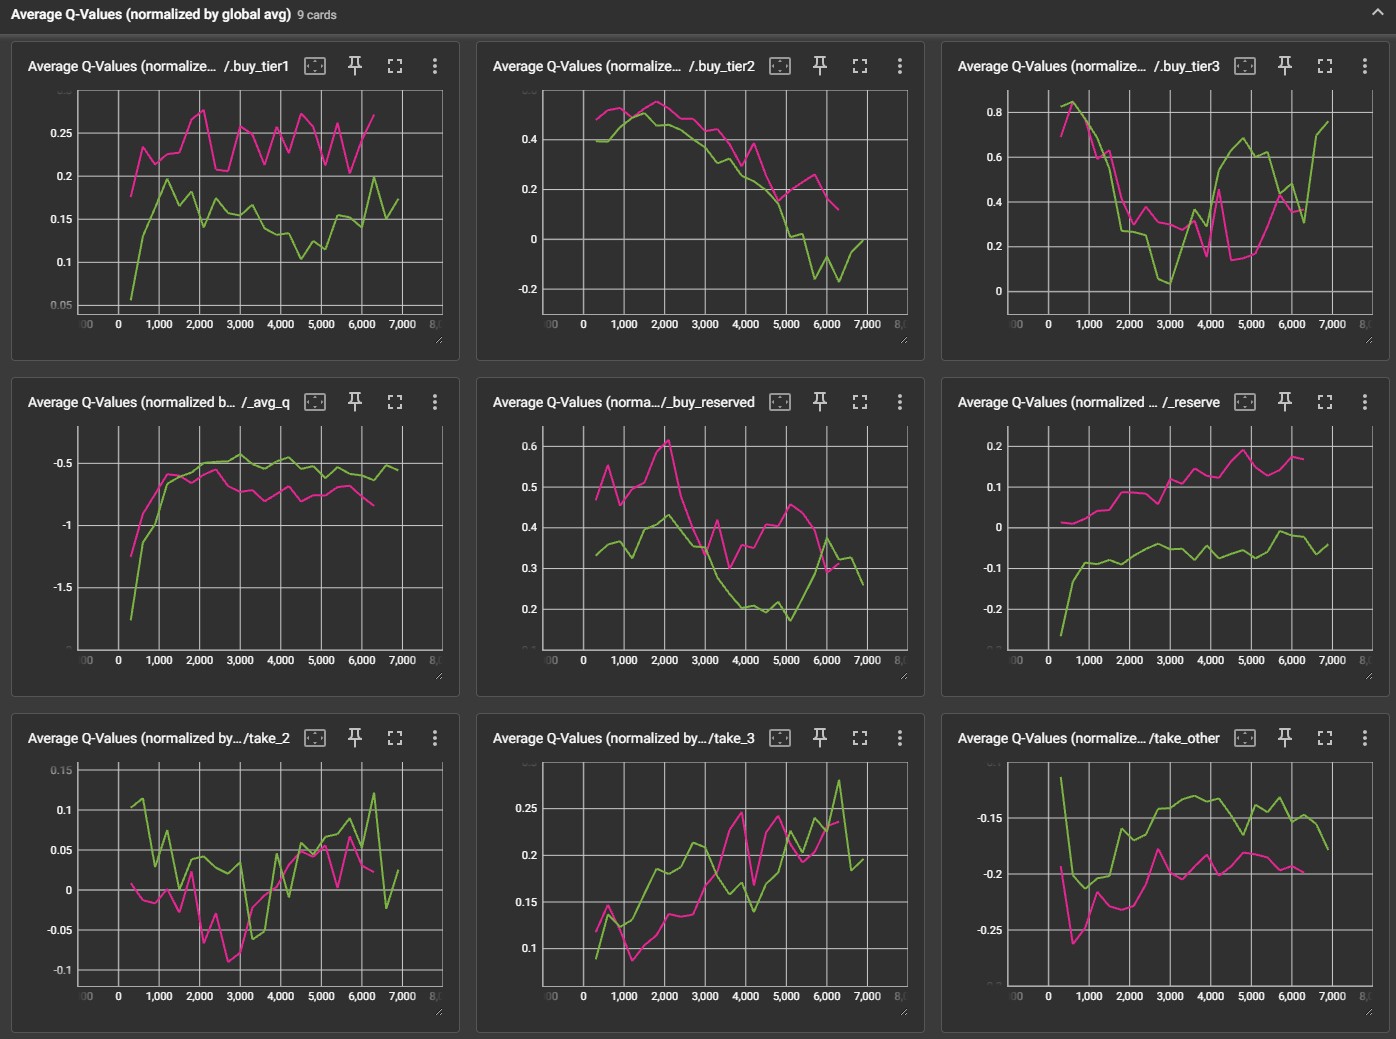 Average Q-Values (normalized by global avg) 9 cards
Average Q-Values (normalize... /.buy_tier1
0.25
0.2
0.15
0.1
0.05
0 1,000 2,000 3,000 4,000 5,000 6,000 7,000
Average Q-Values (normalize... /.buy_tier2
0.4
0.2
0
-0.2
0 1,000 2,000 3,000 4,000 5,000 6,000 7,000
Average Q-Values (normalize... /.buy_tier3
0.8
0.6
0.4
0.2
0
0 1,000 2,000 3,000 4,000 5,000 6,000 7,000
Average Q-Values (normalized b... /_avg_q
-0.5
-1
-1.5
0 1,000 2,000 3,000 4,000 5,000 6,000 7,000
Average Q-Values (norma.../_buy_reserved
0.6
0.5
0.4
0.3
0.2
0 1,000 2,000 3,000 4,000 5,000 6,000 7,000
Average Q-Values (normalized ... /_reserve
0.2
0.1
0
-0.1
-0.2
0 1,000 2,000 3,000 4,000 5,000 6,000 7,000
Average Q-Values (normalized by.../take_2
0.15
0.1
0.05
0
-0.05
-0.1
0 1,000 2,000 3,000 4,000 5,000 6,000 7,000
Average Q-Values (normalized by.../take_3
0.25
0.2
0.15
0.1
0 1,000 2,000 3,000 4,000 5,000 6,000 7,000
Average Q-Values (normalize... /take_other
-0.15
-0.2
-0.25
0 1,000 2,000 3,000 4,000 5,000 6,000 7,000